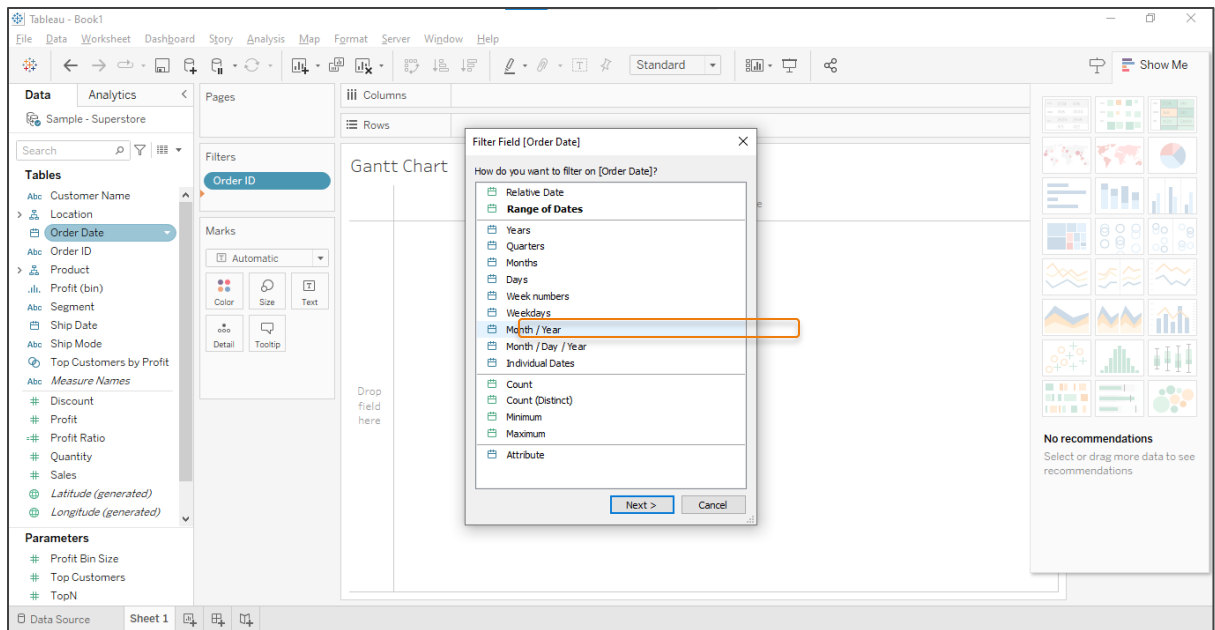 Tableau - Book1
File Data Worksheet Dashboard Story Analysis Map Format Server Window Help
Standard
Show Me
Data Analytics
Sample - Superstore
Search
Tables
Abc Customer Name
Location
Order Date
Abc Order ID
Product
Profit (bin)
Abc Segment
Ship Date
Abc Ship Mode
Top Customers by Profit
Abc Measure Names
# Discount
# Profit
=# Profit Ratio
# Quantity
# Sales
Latitude (generated)
Longitude (generated)
Parameters
# Profit Bin Size
# Top Customers
# TopN
Pages
Filters
Order ID
Marks
T Automatic
Color Size Text
Detail Tooltip
iii Columns
Rows
Gantt Chart
Drop
field
here
e
Filter Field [Order Date]
How do you want to filter on [Order Date]?
Relative Date
Range of Dates
Years
Quarters
Months
Days
Week numbers
Weekdays
Month / Year
Month / Day / Year
Individual Dates
Count
Count (Distinct)
Minimum
Maximum
Attribute
Next > Cancel
No recommendations
Select or drag more data to see
recommendations
Data Source Sheet 1